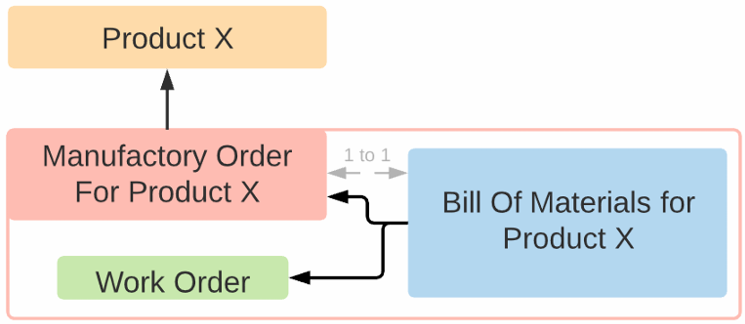 Product X
Manufactory Order
For Product X
1 to 1
Bill Of Materials for
Product X
Work Order